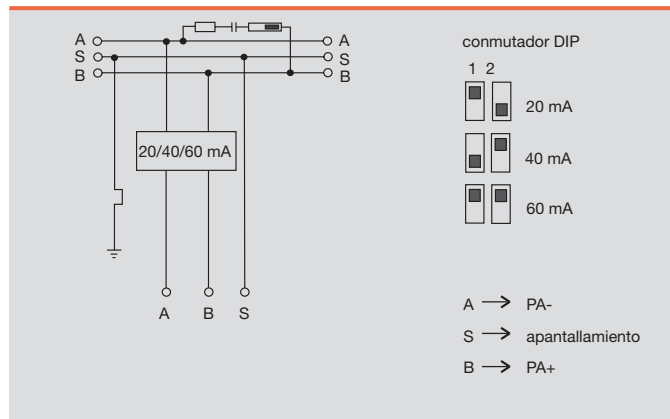 A A
S S
B B
20/40/60 mA
A B S
conmutador DIP
1 2
20 mA
40 mA
60 mA
A → PA-
S → apantallamiento
B → PA+